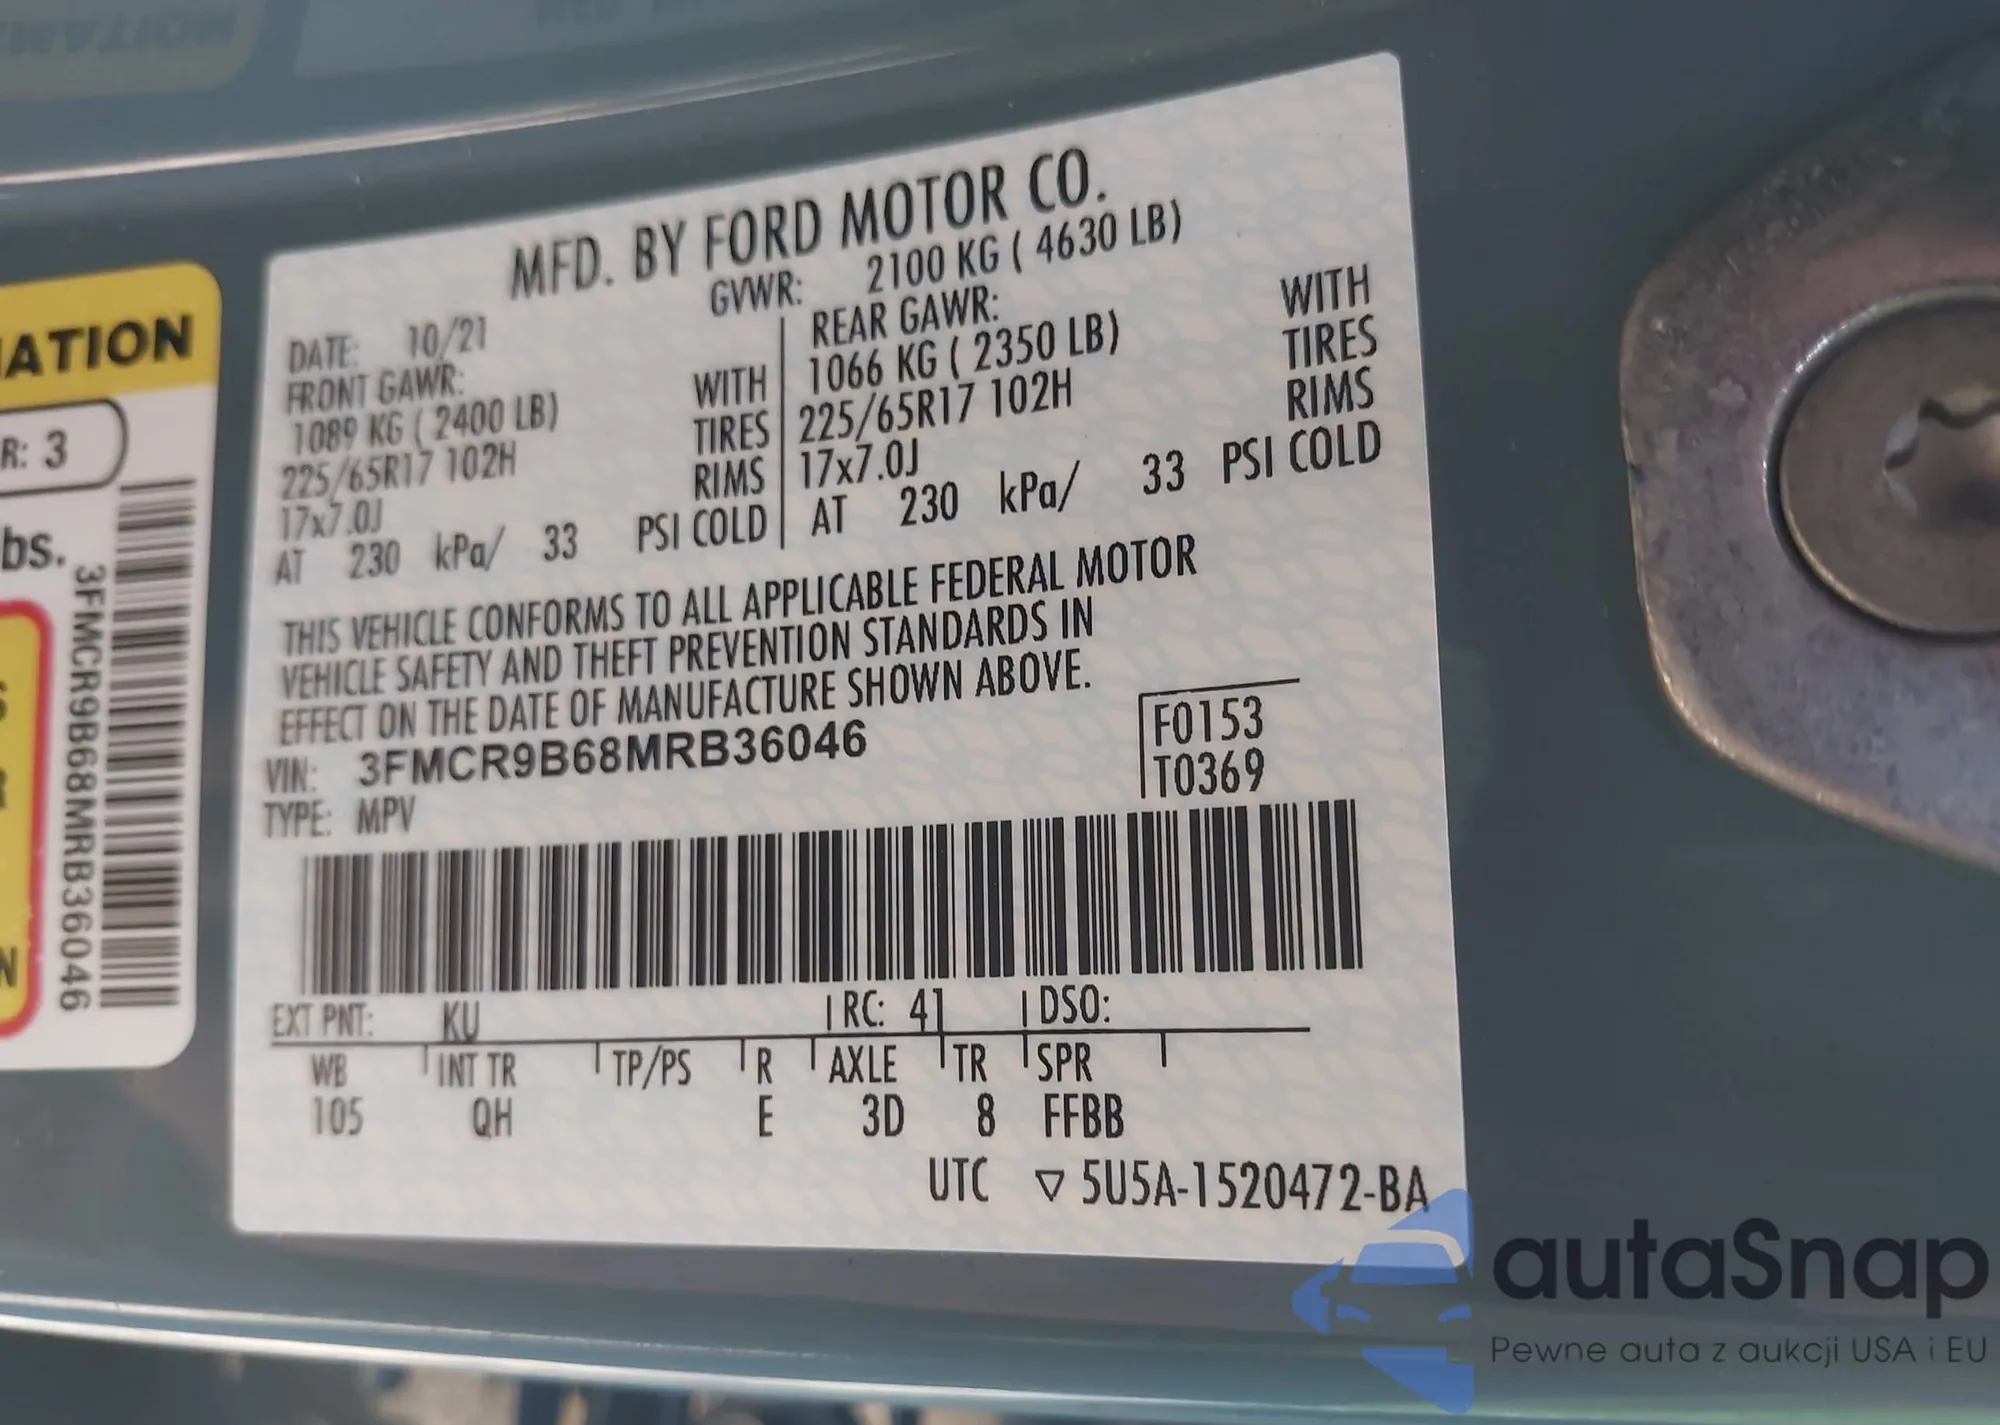 MFD. BY FORD MOTOR CO.
GVWR: 2100 KG ( 4630 LB)
DATE: 10/21
FRONT GAWR:
1089 KG ( 2400 LB) WITH
225/65R17 102H TIRES
17x7.0J RIMS
AT 230 kPa/ 33 PSI COLD
REAR GAWR:
1066 KG ( 2350 LB) WITH
225/65R17 102H TIRES
17x7.0J RIMS
AT 230 kPa/ 33 PSI COLD
THIS VEHICLE CONFORMS TO ALL APPLICABLE FEDERAL MOTOR
VEHICLE SAFETY AND THEFT PREVENTION STANDARDS IN
EFFECT ON THE DATE OF MANUFACTURE SHOWN ABOVE.
VIN: 3FMCR9B68MRB36046
TYPE: MPV
F0153
T0369
EXT PNT: KU RC: 41 DSO:
WB INT TR TP/PS R AXLE TR SPR
105 QH E 3D 8 FFBB
UTC ▽ 5U5A-1520472-BA
ATION
R: 3
bs.
3FMCR9B68MRB36046
autaSnap
Pewne auta z aukcji USA i EU